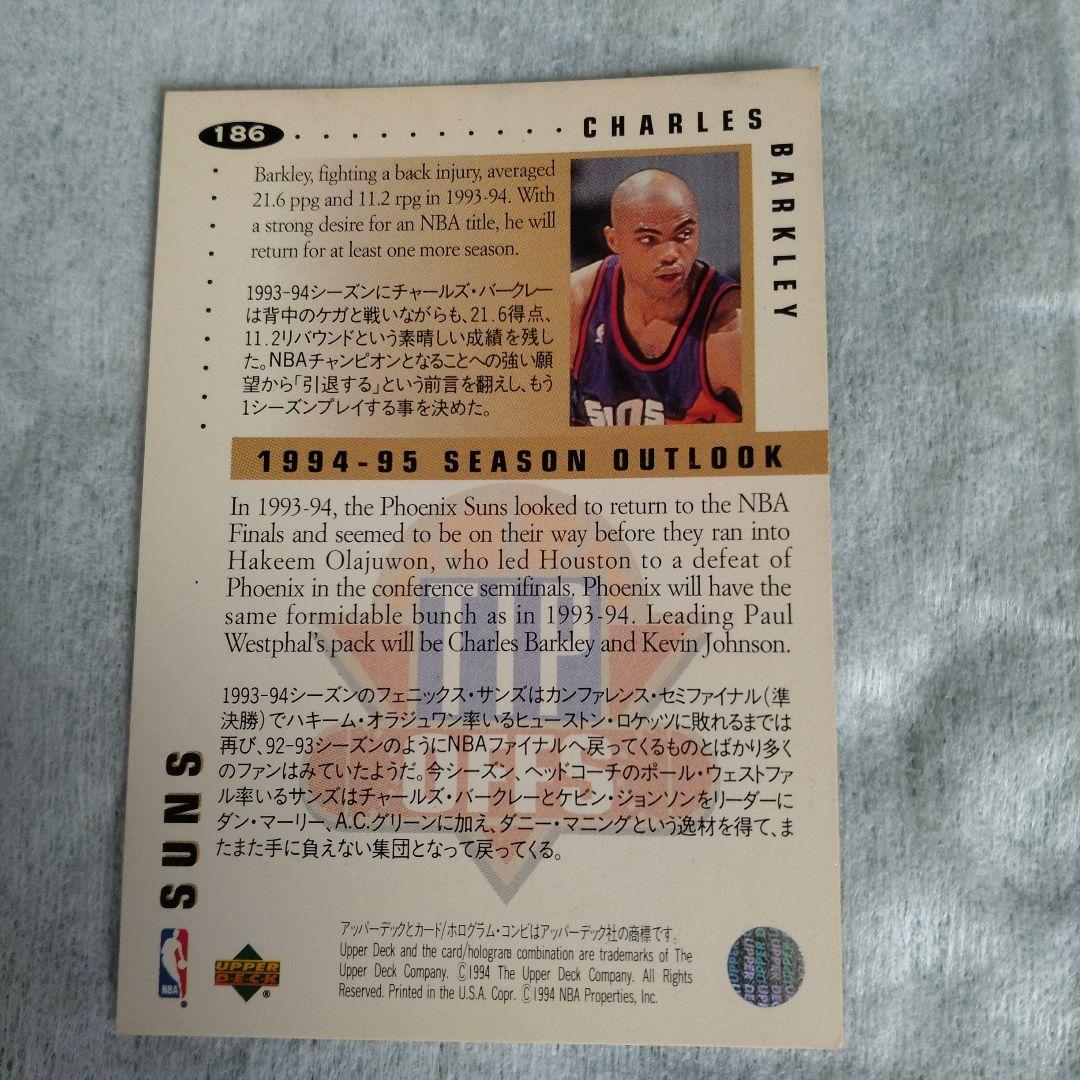 186
CHARLES
BARKLEY
Barkley, fighting a back injury, averaged
21.6 ppg and 11.2 rpg in 1993-94. With
a strong desire for an NBA title, he will
return for at least one more season.
1993-94シーズンにチャールズ・バークレー
は背中のケガと戦いながらも、21.6得点、
11.2リバウンドという素晴しい成績を残し
た。NBAチャンピオンとなることへの強い願
望から「引退する」という前言を翻えし、もう
1シーズンプレイする事を決めた。
SUNS
1994-95 SEASON OUTLOOK
In 1993-94, the Phoenix Suns looked to return to the NBA
Finals and seemed to be on their way before they ran into
Hakeem Olajuwon, who led Houston to a defeat of
Phoenix in the conference semifinals. Phoenix will have the
same formidable bunch as in 1993-94. Leading Paul
Westphal's pack will be Charles Barkley and Kevin Johnson.
1993-94シーズンのフェニックス・サンズはカンファレンス・セミファイナル(準
決勝)でハキーム・オラジュワン率いるヒューストン・ロケッツに敗れるまでは
再び、92-93シーズンのようにNBAファイナルへ戻ってくるものとばかり多く
のファンはみていたようだ。今シーズン、ヘッドコーチのポール・ウェストファ
ル率いるサンズはチャールズ・バークレーとケビン・ジョンソンをリーダーに
ダン・マーリー、A.C.グリーンに加え、ダニー・マニングという逸材を得て、ま
たまた手に負えない集団となって戻ってくる。
SUNS
NBA
®
UPPER
DECK
®
アッパーデックとカード/ホログラム・コンビはアッパーデック社の商標です。
Upper Deck and the card/hologram combination are trademarks of The
Upper Deck Company. ©1994 The Upper Deck Company. All Rights
Reserved. Printed in the U.S.A. Copr. ©1994 NBA Properties, Inc.